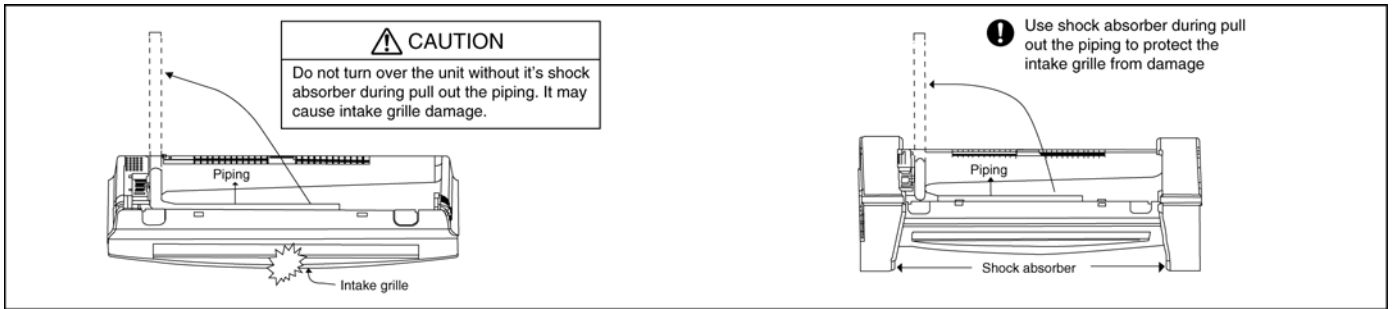 CAUTION
Do not turn over the unit without it's shock
absorber during pull out the piping. It may
cause intake grille damage.
Piping
Intake grille
Use shock absorber during pull
out the piping to protect the
intake grille from damage
Piping
Shock absorber